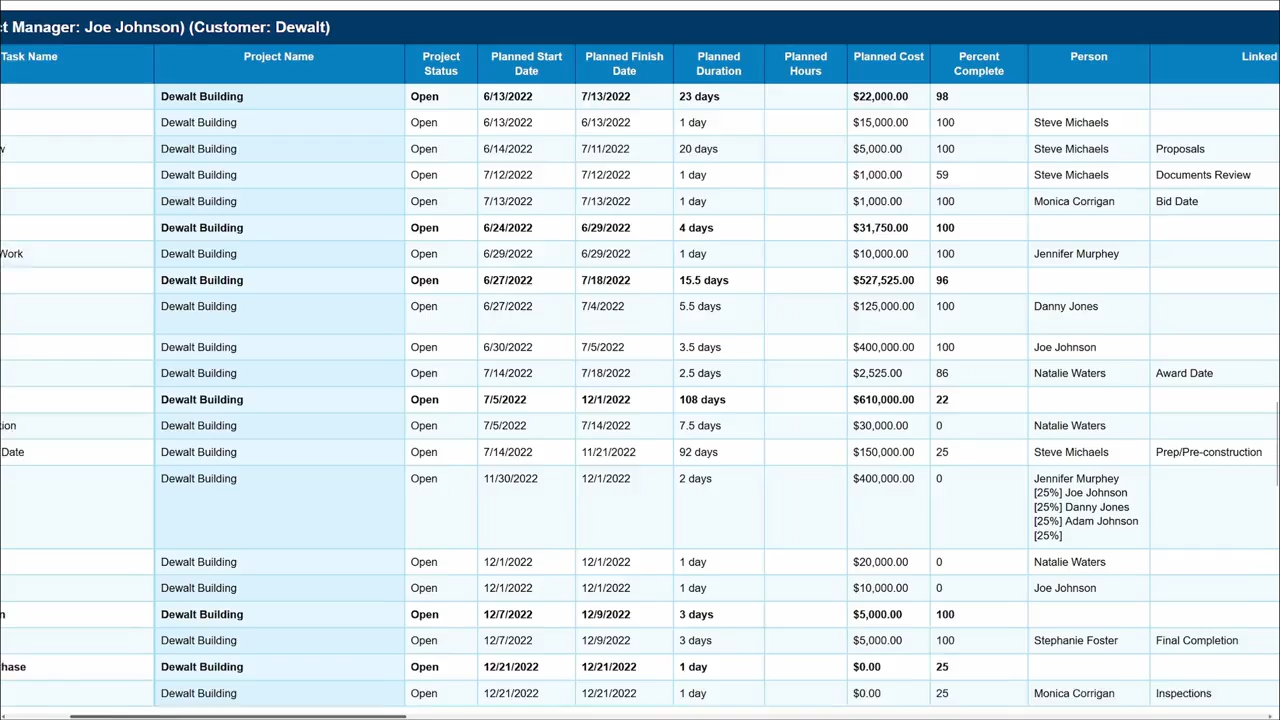 ct Manager: Joe Johnson) (Customer: Dewalt)
Task Name Project Name Project Status Planned Start Date Planned Finish Date Planned Duration Planned Hours Planned Cost Percent Complete Person Linked
Dewalt Building Open 6/13/2022 7/13/2022 23 days $22,000.00 98
Dewalt Building Open 6/13/2022 6/13/2022 1 day $15,000.00 100 Steve Michaels
Dewalt Building Open 6/14/2022 7/11/2022 20 days $5,000.00 100 Steve Michaels Proposals
Dewalt Building Open 7/12/2022 7/12/2022 1 day $1,000.00 59 Steve Michaels Documents Review
Dewalt Building Open 7/13/2022 7/13/2022 1 day $1,000.00 100 Monica Corrigan Bid Date
Dewalt Building Open 6/24/2022 6/29/2022 4 days $31,750.00 100
Work Dewalt Building Open 6/29/2022 6/29/2022 1 day $10,000.00 100 Jennifer Murphey
Dewalt Building Open 6/27/2022 7/18/2022 15.5 days $527,525.00 96
Dewalt Building Open 6/27/2022 7/4/2022 5.5 days $125,000.00 100 Danny Jones
Dewalt Building Open 6/30/2022 7/5/2022 3.5 days $400,000.00 100 Joe Johnson
Dewalt Building Open 7/14/2022 7/18/2022 2.5 days $2,525.00 86 Natalie Waters Award Date
Dewalt Building Open 7/5/2022 12/1/2022 108 days $610,000.00 22
tion Dewalt Building Open 7/5/2022 7/14/2022 7.5 days $30,000.00 0 Natalie Waters
Date Dewalt Building Open 7/14/2022 11/21/2022 92 days $150,000.00 25 Steve Michaels Prep/Pre-construction
Dewalt Building Open 11/30/2022 12/1/2022 2 days $400,000.00 0 Jennifer Murphey
[25%] Joe Johnson
[25%] Danny Jones
[25%] Adam Johnson
[25%]
Dewalt Building Open 12/1/2022 12/1/2022 1 day $20,000.00 0 Natalie Waters
Dewalt Building Open 12/1/2022 12/1/2022 1 day $10,000.00 0 Joe Johnson
n Dewalt Building Open 12/7/2022 12/9/2022 3 days $5,000.00 100
Dewalt Building Open 12/7/2022 12/9/2022 3 days $5,000.00 100 Stephanie Foster Final Completion
hase Dewalt Building Open 12/21/2022 12/21/2022 1 day $0.00 25
Dewalt Building Open 12/21/2022 12/21/2022 1 day $0.00 25 Monica Corrigan Inspections